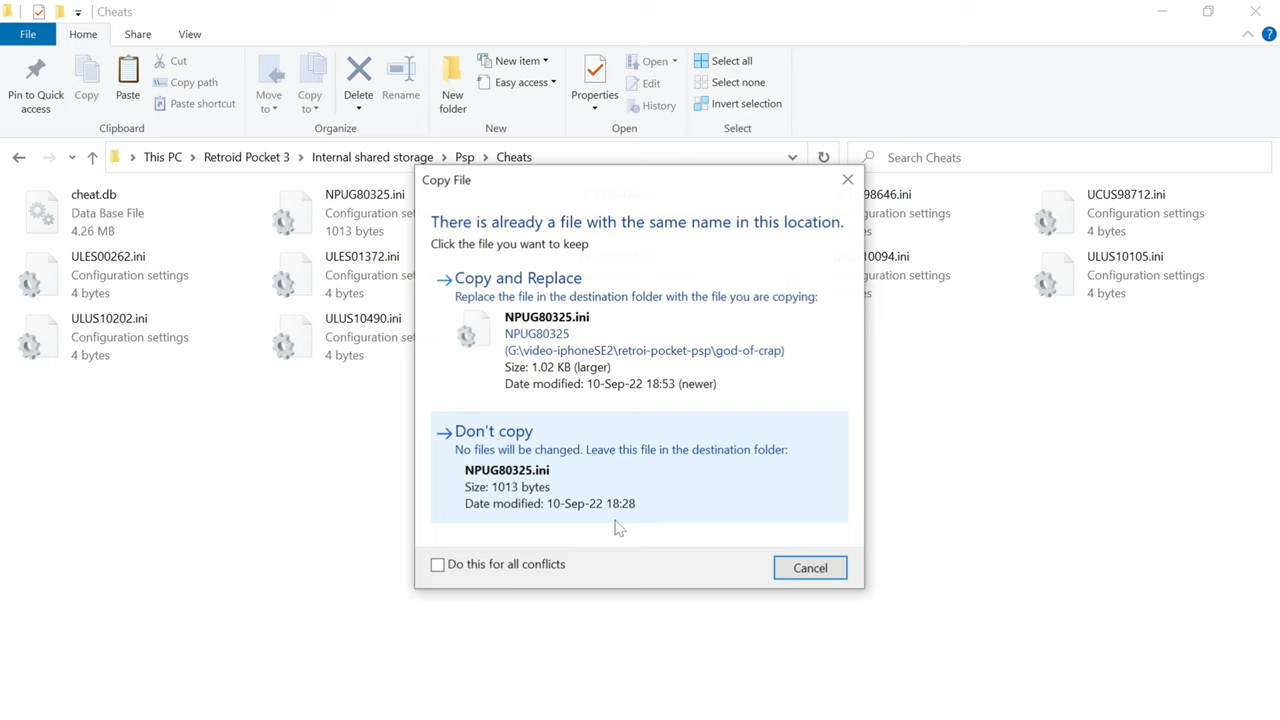 Cheats
File Home Share View
Pin to Quick access
Copy
Paste
Cut
Copy path
Paste shortcut
Clipboard
Move to
Copy to
Delete
Rename
Organize
New folder
New item
Easy access
New
Properties
Open
Edit
History
Open
Select all
Select none
Invert selection
Select
This PC Retroid Pocket 3 Internal shared storage Psp Cheats
Search Cheats
cheat.db
Data Base File
4.26 MB
NPUG80325.ini
Configuration set
1013 bytes
98646.ini
guration settings
es
UCUS98712.ini
Configuration settings
4 bytes
ULES00262.ini
Configuration settings
4 bytes
ULES01372.ini
Configuration set
4 bytes
10094.ini
guration settings
es
ULUS10105.ini
Configuration settings
4 bytes
ULUS10202.ini
Configuration settings
4 bytes
ULUS10490.ini
Configuration set
4 bytes
Copy File
There is already a file with the same name in this location.
Click the file you want to keep
Copy and Replace
Replace the file in the destination folder with the file you are copying:
NPUG80325.ini
NPUG80325
(G:\video-iphoneSE2\retroi-pocket-psp\god-of-crap)
Size: 1.02 KB (larger)
Date modified: 10-Sep-22 18:53 (newer)
Don't copy
No files will be changed. Leave this file in the destination folder:
NPUG80325.ini
Size: 1013 bytes
Date modified: 10-Sep-22 18:28
Do this for all conflicts
Cancel